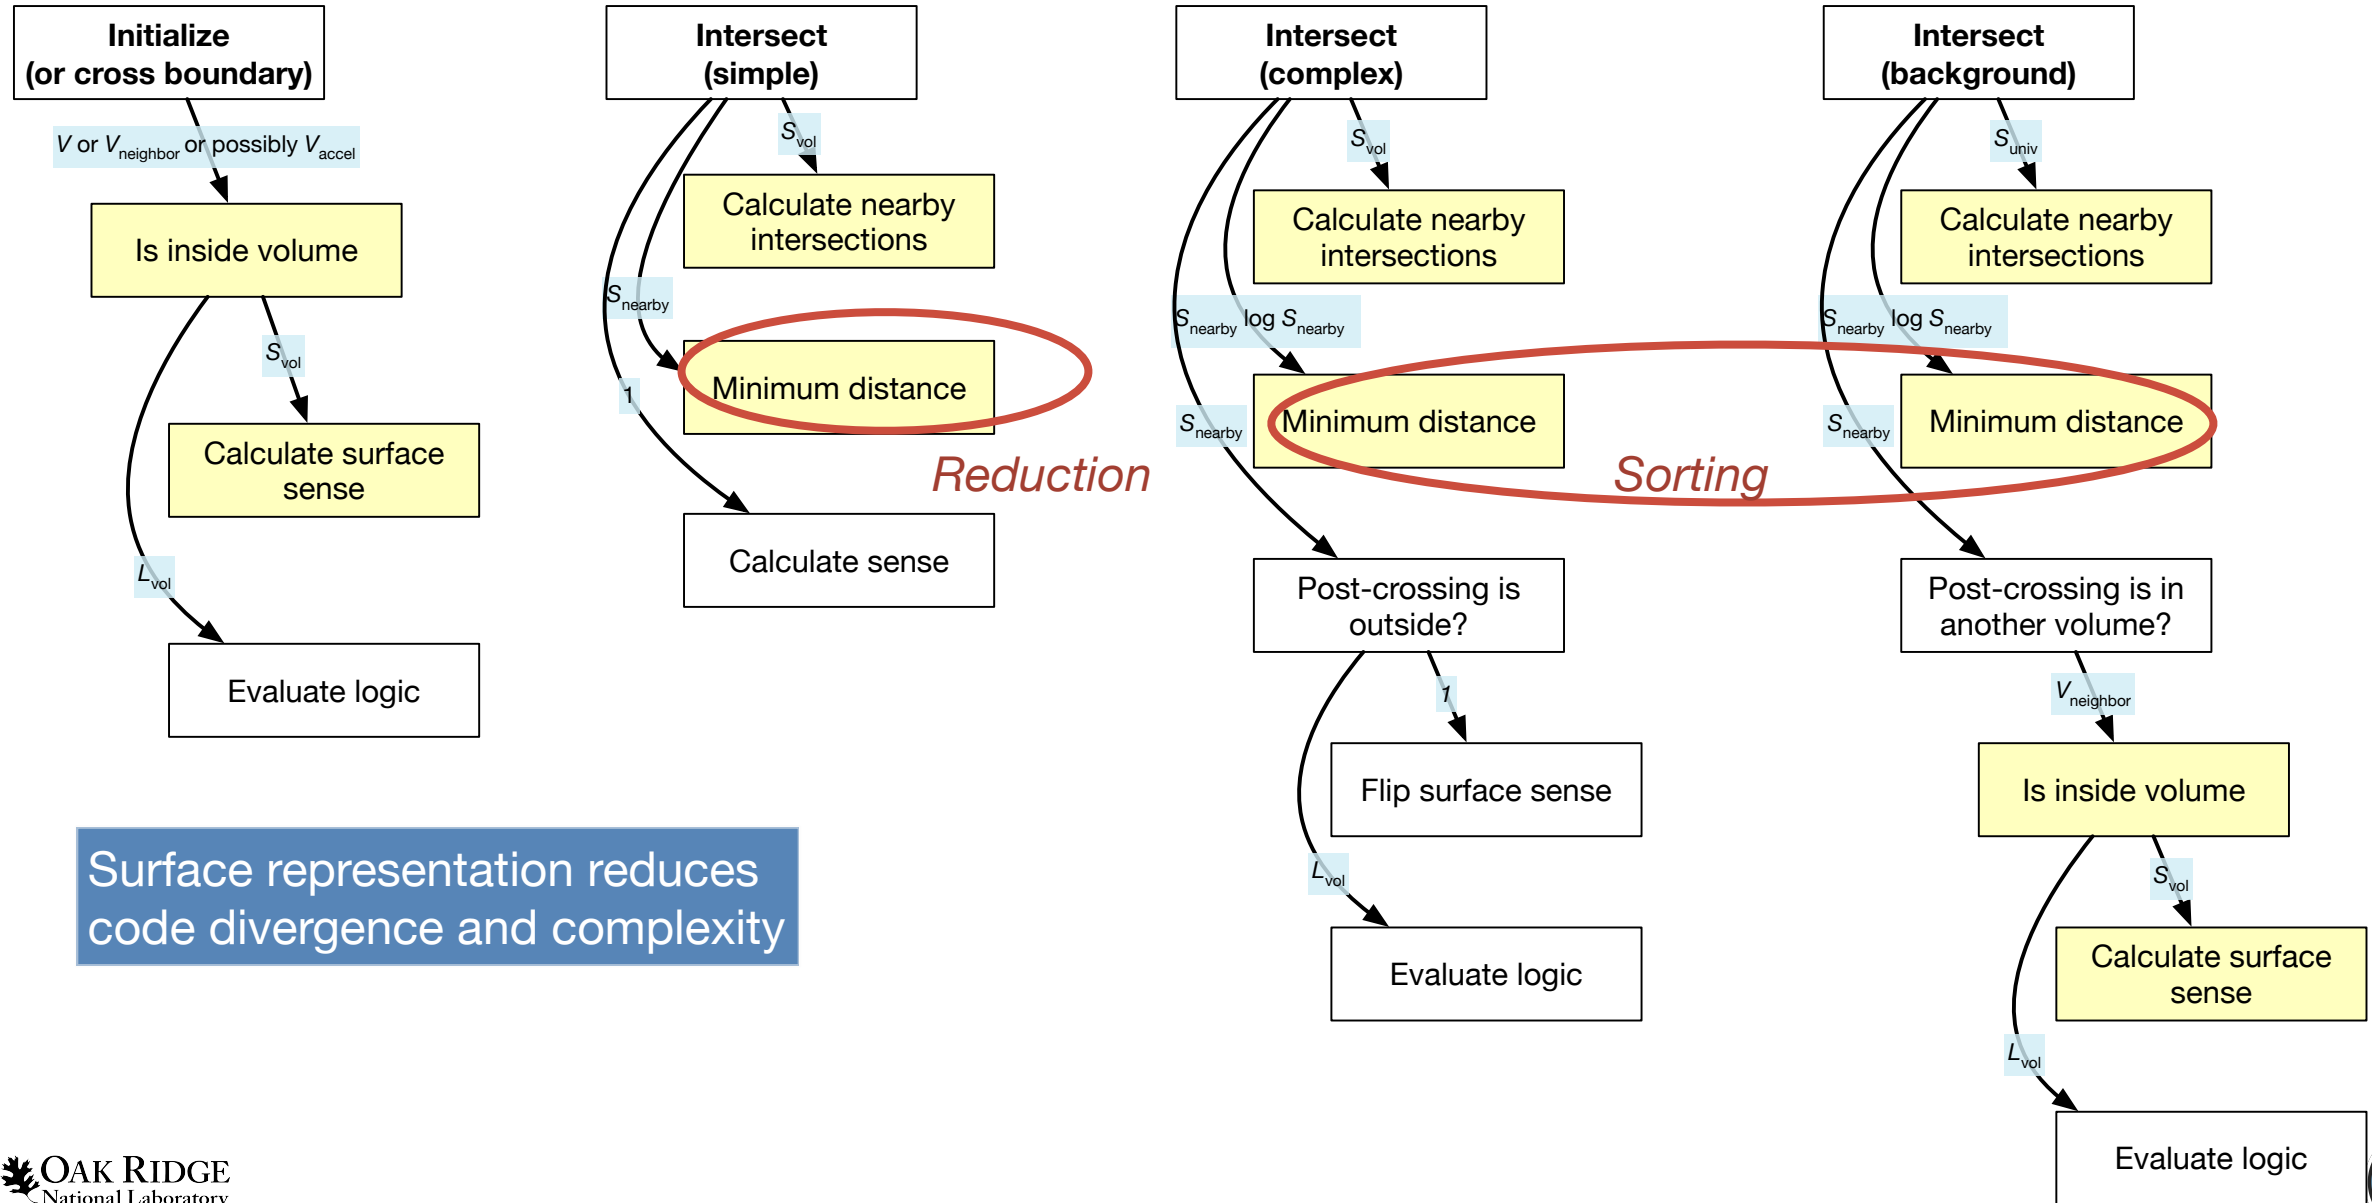 Initialize
(or cross boundary)
V or Vneighbor or possibly Vaccel
Is inside volume
Svol
Calculate surface
sense
Lvol
Evaluate logic
Intersect
(simple)
Svol
Calculate nearby
intersections
Snearby
Minimum distance
1
Reduction
Calculate sense
Intersect
(complex)
Svol
Calculate nearby
intersections
Snearby log Snearby
Minimum distance
Snearby
Sorting
Post-crossing is
outside?
1
Flip surface sense
Lvol
Evaluate logic
Intersect
(background)
Suniv
Calculate nearby
intersections
Snearby log Snearby
Minimum distance
Snearby
Post-crossing is in
another volume?
Vneighbor
Is inside volume
Svol
Calculate surface
sense
Lvol
Evaluate logic
Surface representation reduces
code divergence and complexity
OAK RIDGE
National Laboratory